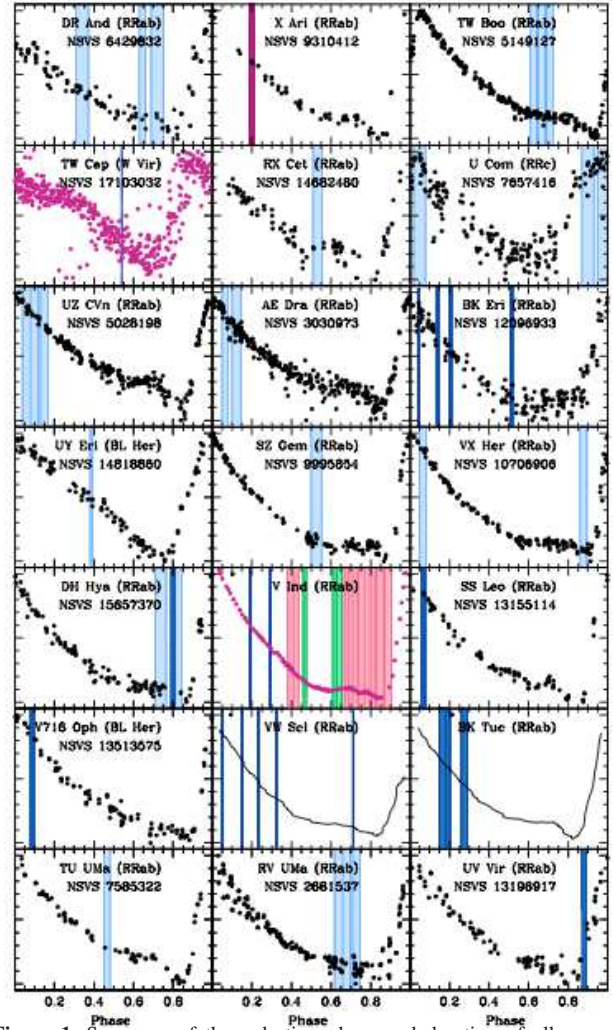 DR And (RRab)
NSVS 6429832
X Ari (RRab)
NSVS 9310412
TW Boo (RRab)
NSVS 5149127
TW Cap (W Vir)
NSVS 17103032
RX Cet (RRab)
NSVS 14682480
U Com (RRc)
NSVS 7657416
UZ CVn (RRab)
NSVS 5028198
AE Dra (RRab)
NSVS 3030973
BK Eri (RRab)
NSVS 12096933
UY Eri (BL Her)
NSVS 14818860
SZ Gem (RRab)
NSVS 9995854
VX Her (RRab)
NSVS 10706906
DH Hya (RRab)
NSVS 15657370
V Ind (RRab)
SS Leo (RRab)
NSVS 13155114
V716 Oph (BL Her)
NSVS 13513575
VW Scl (RRab)
BK Tuc (RRab)
TU UMa (RRab)
NSVS 7585322
RV UMa (RRab)
NSVS 2681537
UV Vir (RRab)
NSVS 13196917
0.2 0.4 0.6 0.8
0.2 0.4 0.6 0.8
0.2 0.4 0.6 0.8
Phase
Phase
Phase